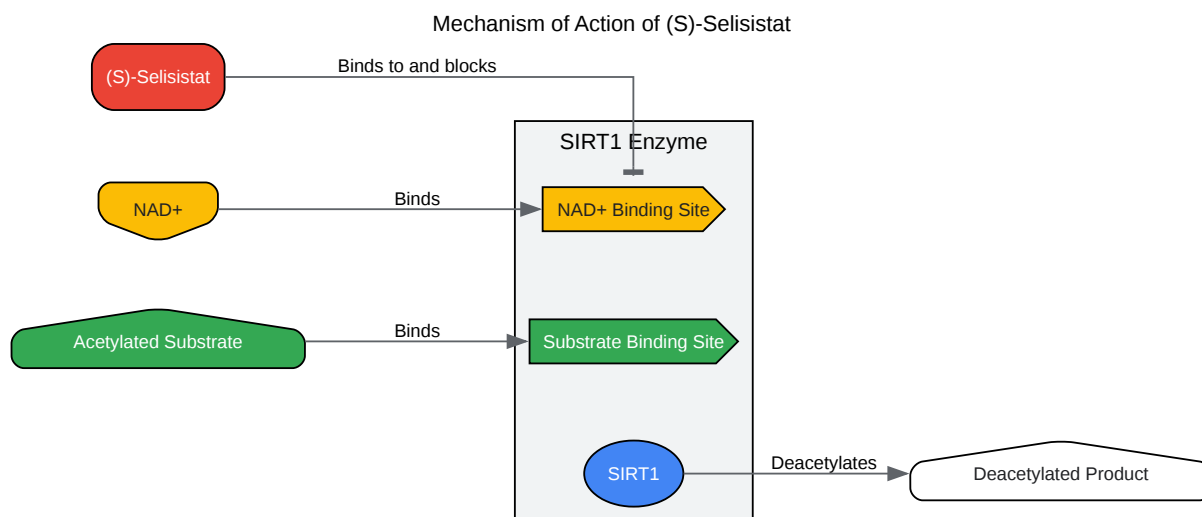 Mechanism of Action of (S)-Selisistat
(S)-Selisistat
Binds to and blocks
SIRT1 Enzyme
NAD+
Binds
NAD+ Binding Site
Acetylated Substrate
Binds
Substrate Binding Site
SIRT1
Deacetylates
Deacetylated Product